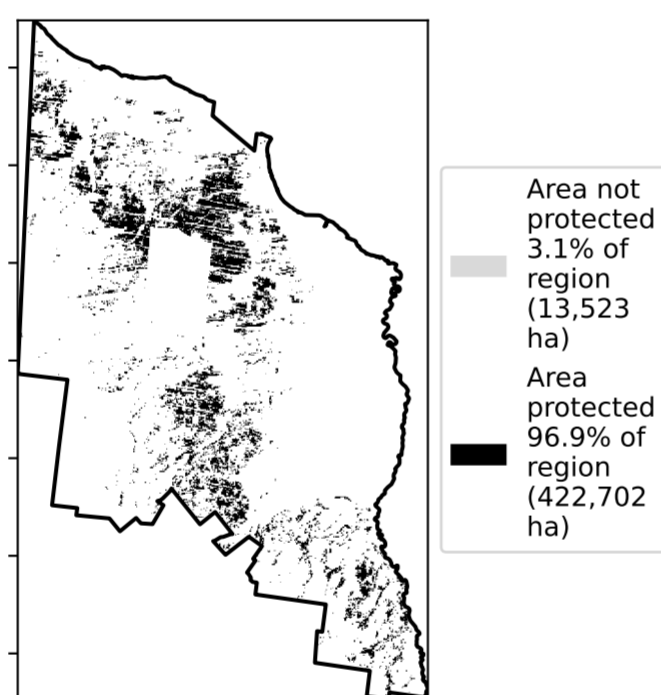 Area not
protected
3.1% of
region
(13,523
ha)
Area
protected
96.9% of
region
(422,702
ha)